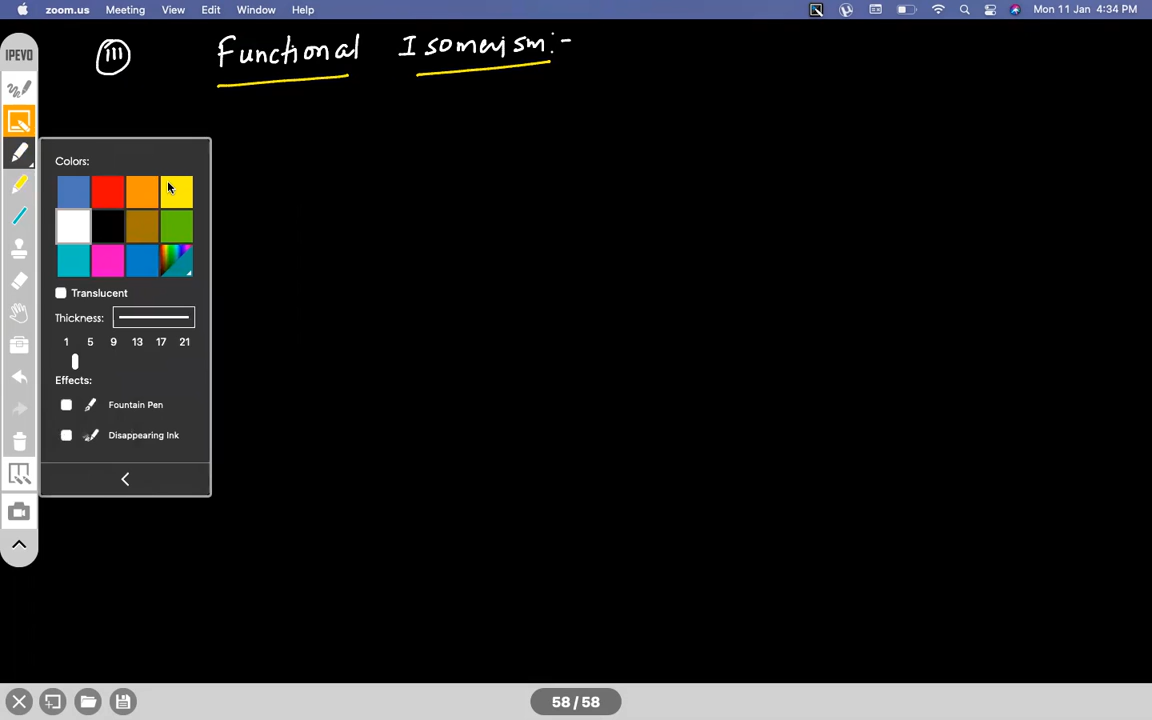 zoom.us Meeting View Edit Window Help Mon 11 Jan 4:34 PM
(iii) Functional Isomerism:-
IPEVO
Colors:
Translucent
Thickness:
1 5 9 13 17 21
Effects:
Fountain Pen
Disappearing Ink
58 / 58